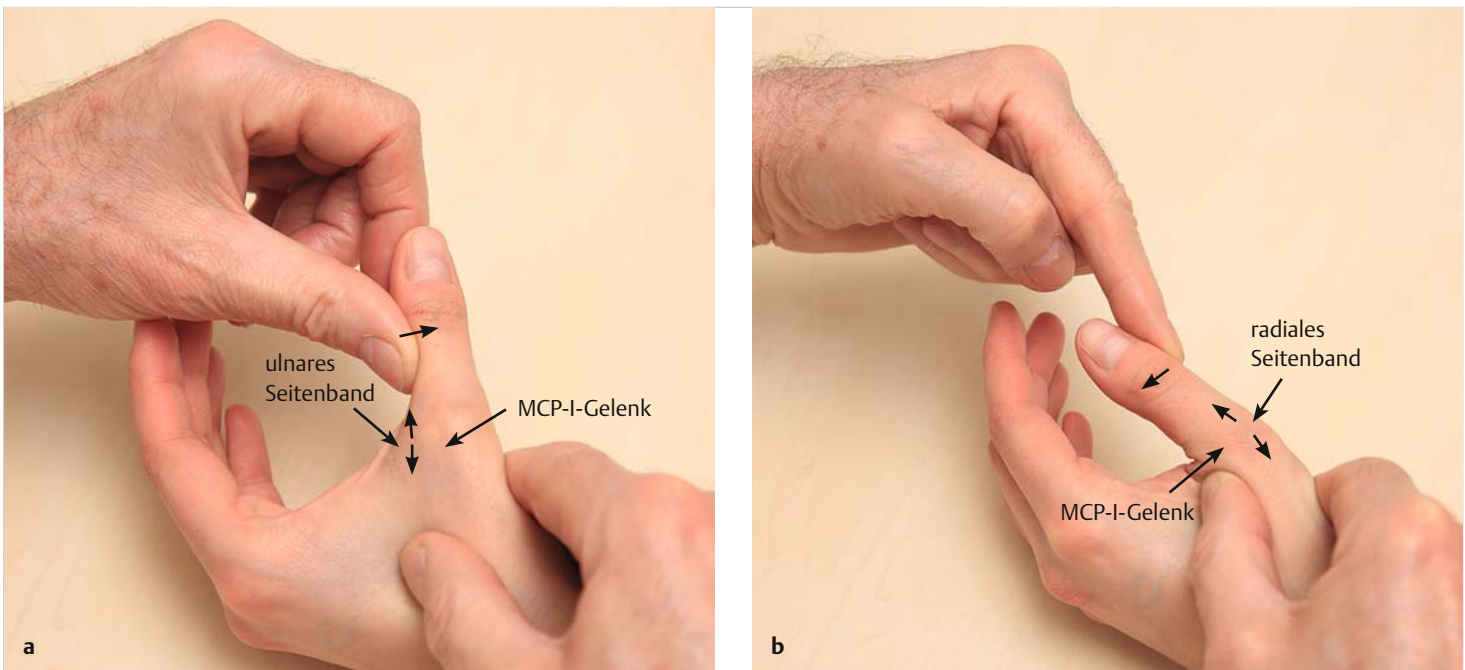 ulnares
Seitenband
MCP-I-Gelenk
a
radiales
Seitenband
MCP-I-Gelenk
b